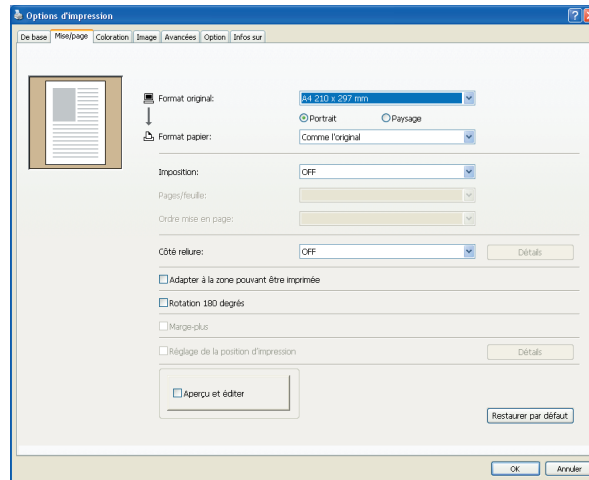 Options d'impression
De base Mise/page Coloration Image Avancées Option Infos sur
Format original: A4 210 x 297 mm
Portrait Paysage
Format papier: Comme l'original
Imposition: OFF
Pages/feuille:
Ordre mise en page:
Côté reliure: OFF Détails
Adapter à la zone pouvant être imprimée
Rotation 180 degrés
Marge-plus
Réglage de la position d'impression Détails
Aperçu et éditer
Restaurer par défaut
OK Annuler